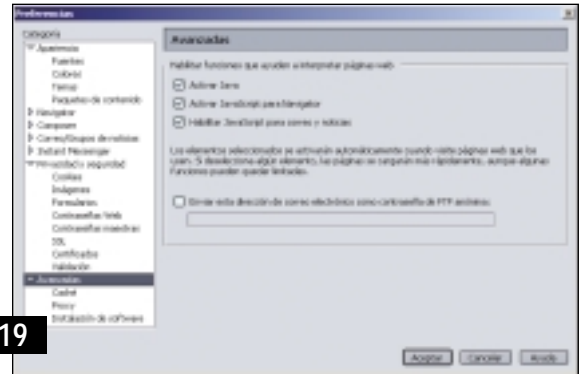 Preferencias
Categoría
Apariencia
Fuentes
Colores
Temas
Paquetes de contenido
Navigator
Composer
Correo/Grupos de noticias
Instant Messenger
Privacidad y seguridad
Cookies
Imágenes
Formularios
Contraseñas Web
Contraseñas maestras
SSL
Certificados
Validación
Avanzadas
Caché
Proxy
Instalación de software
Avanzadas
Habilitar funciones que ayuden a interpretar páginas web
Activar Java
Activar JavaScript para Navigator
Habilitar JavaScript para correo y noticias
Los elementos seleccionados se activarán automáticamente cuando visite páginas web que los
usen. Si deselecciona algún elemento, las páginas se cargarán más rápidamente, aunque algunas
funciones pueden quedar limitadas.
Enviar esta dirección de correo electrónico como contraseña de FTP anónimo:
Aceptar
Cancelar
Ayuda
19